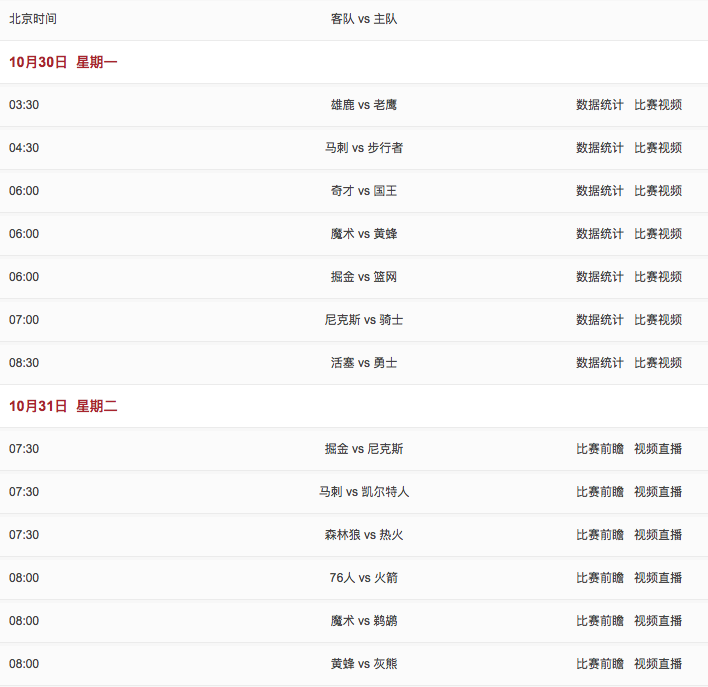 北京时间 客队 vs 主队
10月30日 星期一
03:30 雄鹿 vs 老鹰 数据统计 比赛视频
04:30 马刺 vs 步行者 数据统计 比赛视频
06:00 奇才 vs 国王 数据统计 比赛视频
06:00 魔术 vs 黄蜂 数据统计 比赛视频
06:00 掘金 vs 篮网 数据统计 比赛视频
07:00 尼克斯 vs 骑士 数据统计 比赛视频
08:30 活塞 vs 勇士 数据统计 比赛视频
10月31日 星期二
07:30 掘金 vs 尼克斯 比赛前瞻 视频直播
07:30 马刺 vs 凯尔特人 比赛前瞻 视频直播
07:30 森林狼 vs 热火 比赛前瞻 视频直播
08:00 76人 vs 火箭 比赛前瞻 视频直播
08:00 魔术 vs 鹈鹕 比赛前瞻 视频直播
08:00 黄蜂 vs 灰熊 比赛前瞻 视频直播